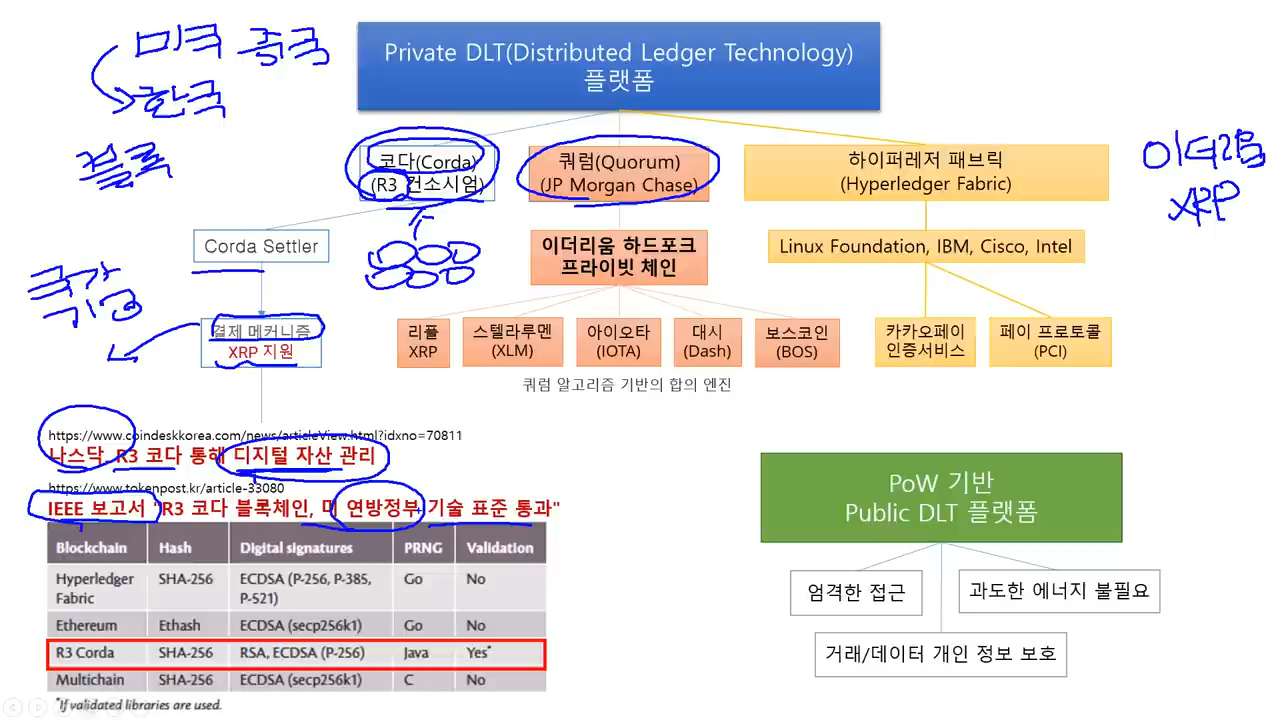 미국 중국
한국
블록
Private DLT(Distributed Ledger Technology)
플랫폼
이더리움
XRP
코다(Corda)
(R3 컨소시엄)
쿼럼(Quorum)
(JP Morgan Chase)
하이퍼레저 패브릭
(Hyperledger Fabric)
Corda Settler
이더리움 하드포크
프라이빗 체인
Linux Foundation, IBM, Cisco, Intel
결제 메커니즘
XRP 지원
리플
XRP
스텔라루멘
(XLM)
아이오타
(IOTA)
대시
(Dash)
보스코인
(BOS)
카카오페이
인증서비스
페이 프로토콜
(PCI)
쿼럼 알고리즘 기반의 합의 엔진
https://www.coindeskkorea.com/news/articleView.html?idxno=70811
나스닥, R3 코다 통해 디지털 자산 관리
https://www.tokenpost.kr/article-33080
IEEE 보고서 "R3 코다 블록체인, 미 연방정부 기술 표준 통과"
Blockchain Hash Digital signatures PRNG Validation
Hyperledger Fabric SHA-256 ECDSA (P-256, P-385, P-521) Go No
Ethereum Ethash ECDSA (secp256k1) Go No
R3 Corda SHA-256 RSA, ECDSA (P-256) Java Yes*
Multichain SHA-256 ECDSA (secp256k1) C No
*If validated libraries are used.
PoW 기반
Public DLT 플랫폼
엄격한 접근
과도한 에너지 불필요
거래/데이터 개인 정보 보호